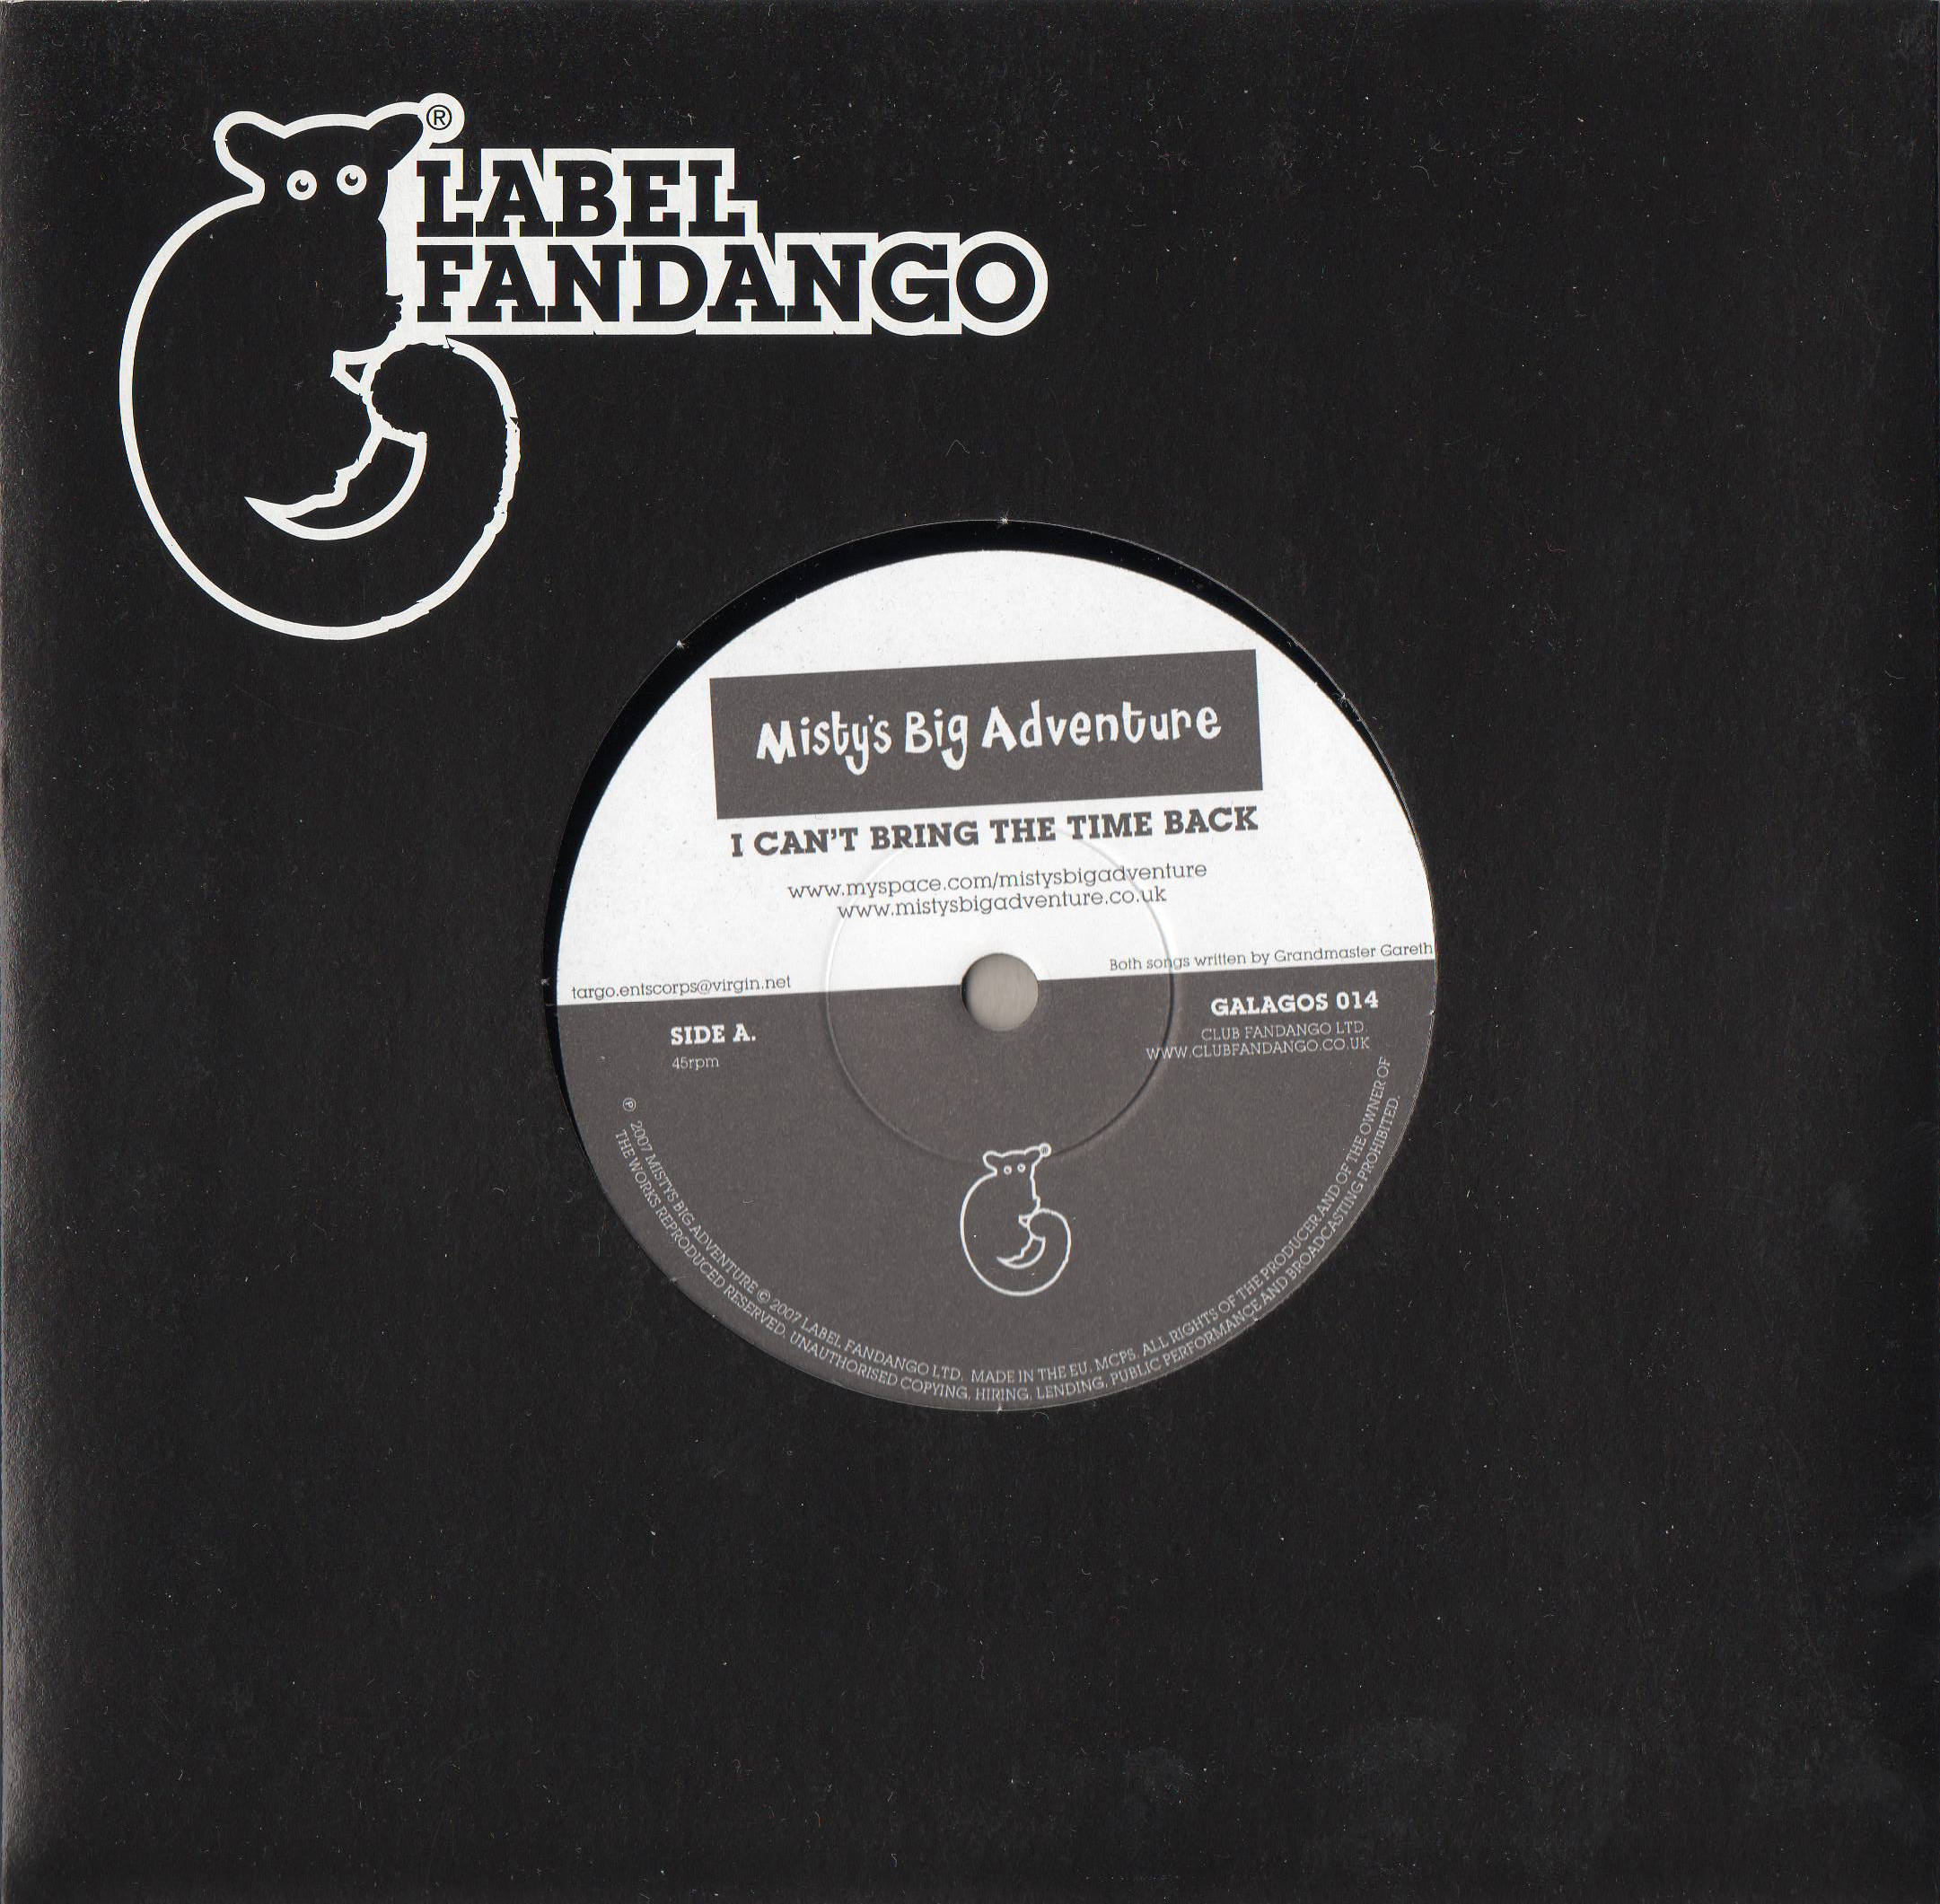 ®
LABEL
FANDANGO
Misty's Big Adventure
I CAN'T BRING THE TIME BACK
www.myspace.com/mistysbigadventure
www.mistysbigadventure.co.uk
Both songs written by Grandmaster Gareth
targo.entscorps@virgin.net
SIDE A.
45rpm
GALAGOS 014
CLUB FANDANGO LTD
WWW.CLUBFANDANGO.CO.UK
℗ 2007 MISTYS BIG ADVENTURE © 2007 LABEL FANDANGO LTD. MADE IN THE EU. MCPS. ALL RIGHTS OF THE PRODUCER AND OF THE OWNER OF
THE WORKS REPRODUCED RESERVED. UNAUTHORISED COPYING, HIRING, LENDING, PUBLIC PERFORMANCE AND BROADCASTING PROHIBITED.